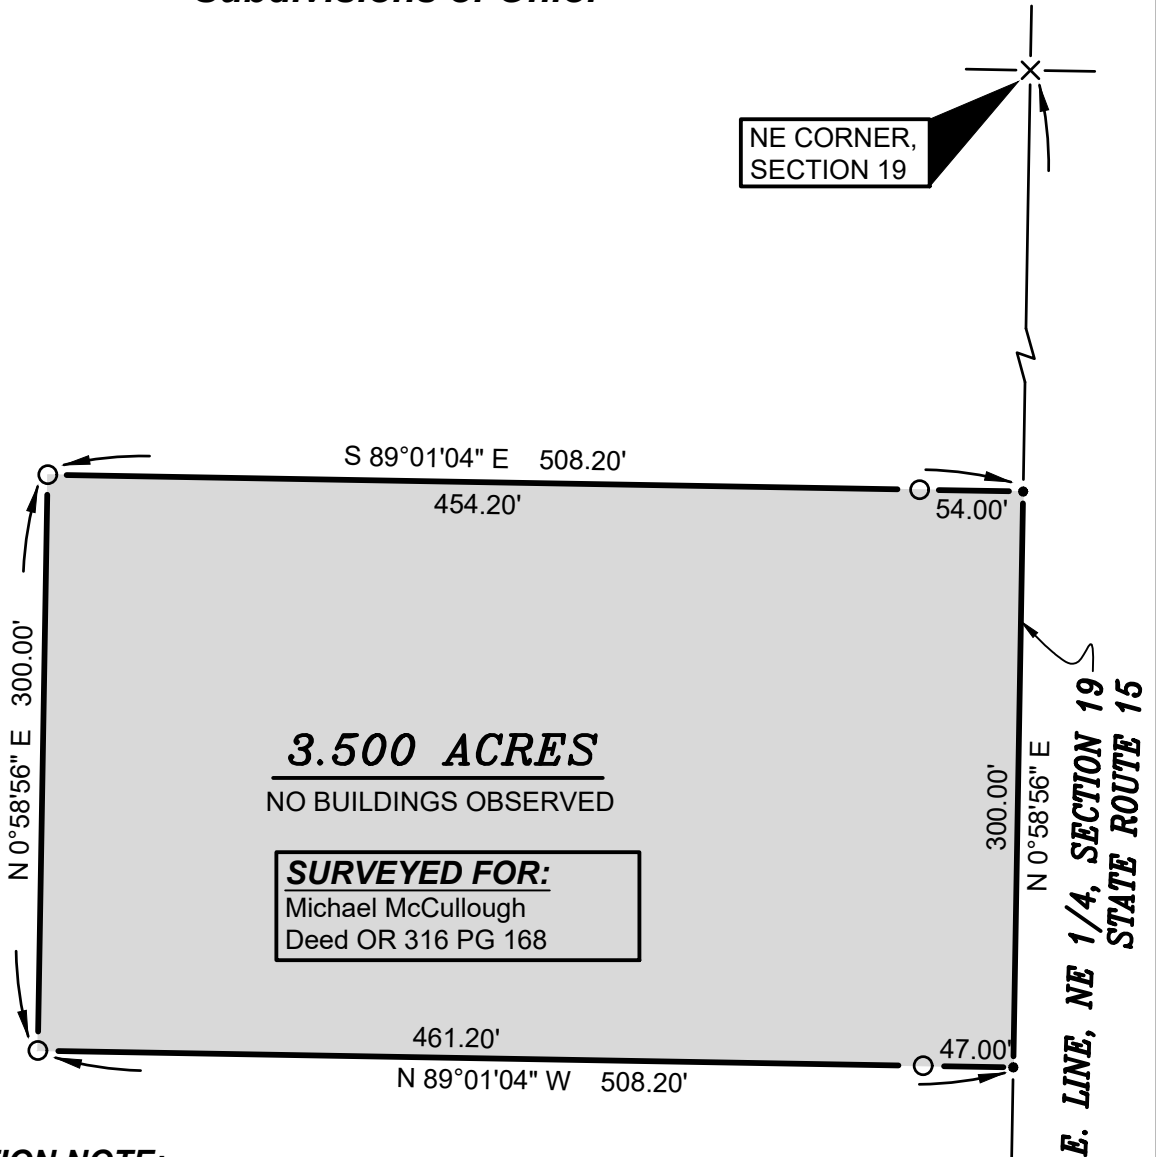 NE CORNER,
SECTION 19
S 89°01'04" E 508.20'
454.20'
54.00'
N 0°58'56" E 300.00'
3.500 ACRES
NO BUILDINGS OBSERVED
SURVEYED FOR:
Michael McCullough
Deed OR 316 PG 168
300.00'
N 0°58'56" E
E. LINE, NE 1/4, SECTION 19
STATE ROUTE 15
461.20'
47.00'
N 89°01'04" W 508.20'
NOTE: